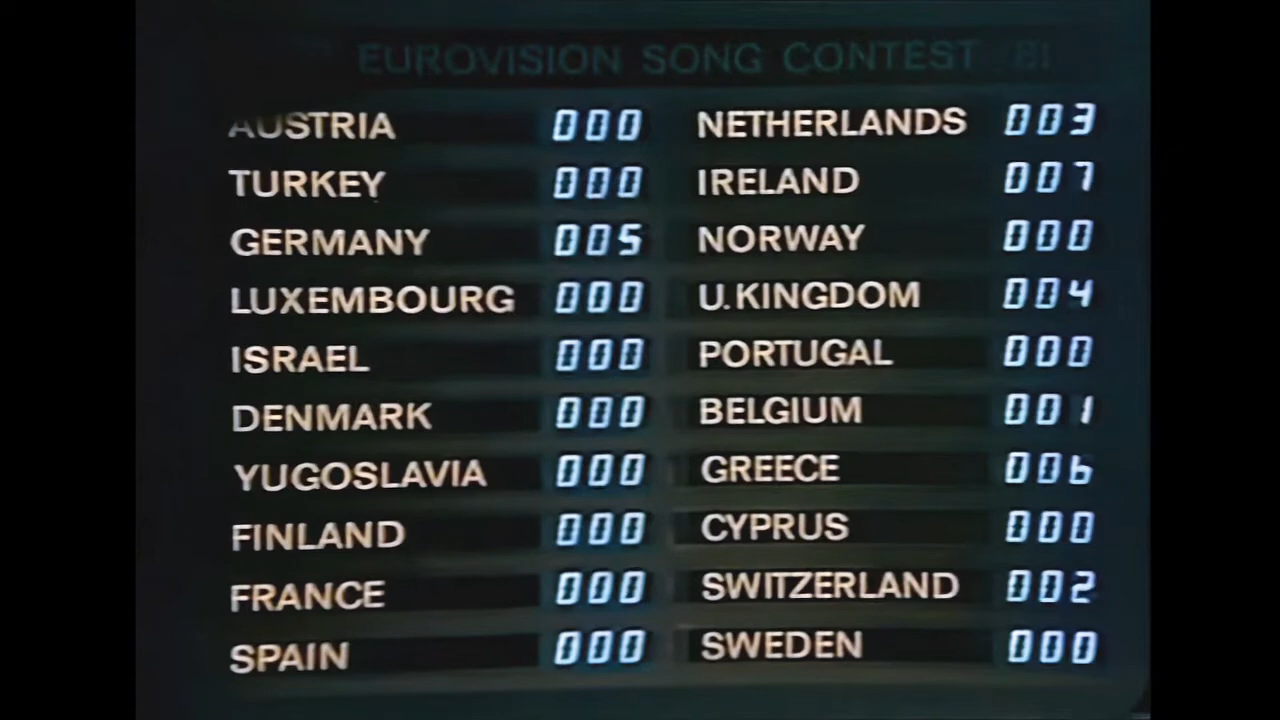 EUROVISION SONG CONTEST 81
AUSTRIA 000
TURKEY 000
GERMANY 005
LUXEMBOURG 000
ISRAEL 000
DENMARK 000
YUGOSLAVIA 000
FINLAND 000
FRANCE 000
SPAIN 000
NETHERLANDS 003
IRELAND 007
NORWAY 000
U.KINGDOM 004
PORTUGAL 000
BELGIUM 001
GREECE 006
CYPRUS 000
SWITZERLAND 002
SWEDEN 000